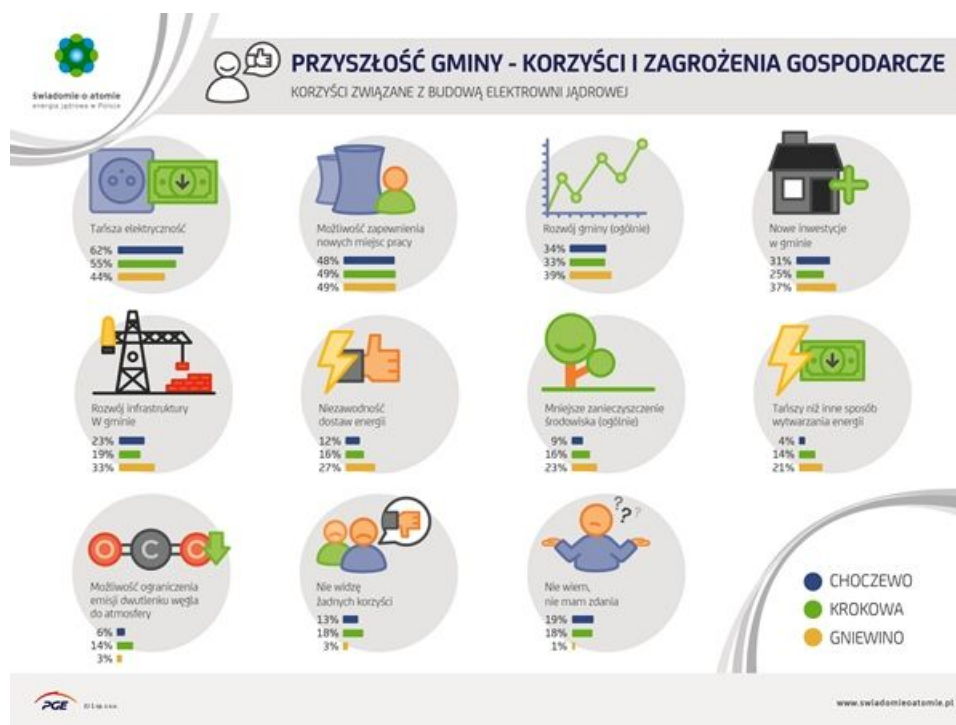 PRZYSZŁOŚĆ GMINY - KORZYŚCI I ZAGROŻENIA GOSPODARCZE
KORZYŚCI ZWIĄZANE Z BUDOWĄ ELEKTROWNI JĄDROWEJ
świadomie o atomie
energia jądrowa w Polsce
Tańsza elektryczność
62%
55%
44%
Możliwość zapewnienia
nowych miejsc pracy
48%
49%
49%
Rozwój gminy (ogólnie)
34%
33%
39%
Nowe inwestycje
w gminie
31%
25%
37%
Rozwój infrastruktury
W gminie
23%
19%
33%
Niezawodność
dostaw energii
12%
16%
27%
Mniejsze zanieczyszczenie
środowiska (ogólnie)
9%
16%
23%
Tańszy niż inne sposób
wytwarzania energii
4%
14%
21%
O C C
Możliwość ograniczenia
emisji dwutlenku węgla
do atmosfery
6%
14%
3%
Nie widzę
żadnych korzyści
13%
18%
3%
???
Nie wiem,
nie mam zdania
19%
18%
1%
CHOCZEWO
KROKOWA
GNIEWINO
PGE
www.swiadomieoatomie.pl